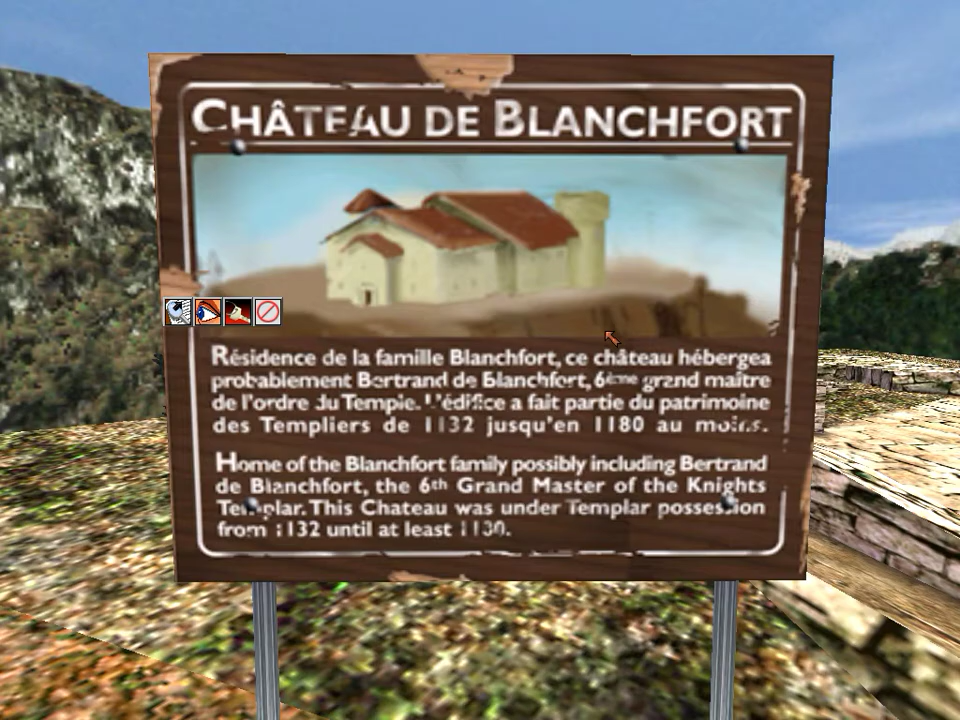 CHÂTEAU DE BLANCHFORT
Résidence de la famille Blanchfort, ce château hébergea
probablement Bertrand de Blanchfort, 6ème grand maître
de l'ordre du Temple. L'édifice a fait partie du patrimoine
des Templiers de 1132 jusqu'en 1180 au moins.
Home of the Blanchfort family possibly including Bertrand
de Blanchfort, the 6th Grand Master of the Knights
Templar. This Chateau was under Templar possession
from 1132 until at least 1180.